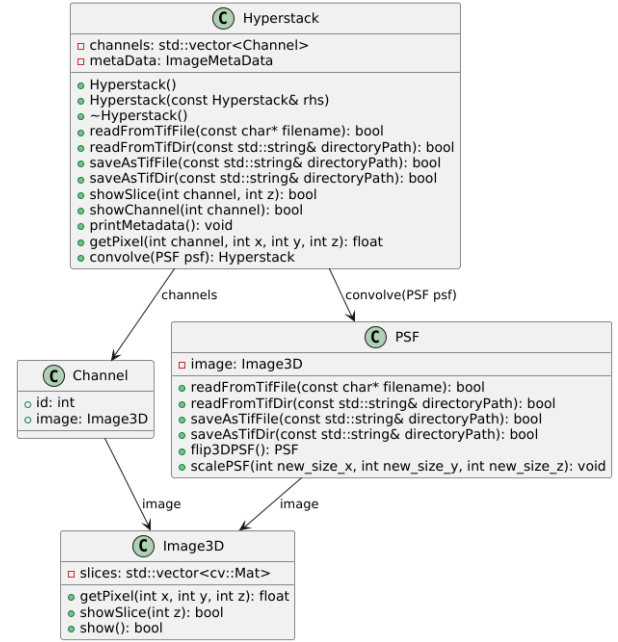 C Hyperstack
channels: std::vector<Channel>
metaData: ImageMetaData
Hyperstack()
Hyperstack(const Hyperstack& rhs)
~Hyperstack()
readFromTifFile(const char* filename): bool
readFromTifDir(const std::string& directoryPath): bool
saveAsTifFile(const std::string& directoryPath): bool
saveAsTifDir(const std::string& directoryPath): bool
showSlice(int channel, int z): bool
showChannel(int channel): bool
printMetadata(): void
getPixel(int channel, int x, int y, int z): float
convolve(PSF psf): Hyperstack
channels
convolve(PSF psf)
C Channel
id: int
image: Image3D
C PSF
image: Image3D
readFromTifFile(const char* filename): bool
readFromTifDir(const std::string& directoryPath): bool
saveAsTifFile(const std::string& directoryPath): bool
saveAsTifDir(const std::string& directoryPath): bool
flip3DPSF(): PSF
scalePSF(int new_size_x, int new_size_y, int new_size_z): void
image
image
C Image3D
slices: std::vector<cv::Mat>
getPixel(int x, int y, int z): float
showSlice(int z): bool
show(): bool